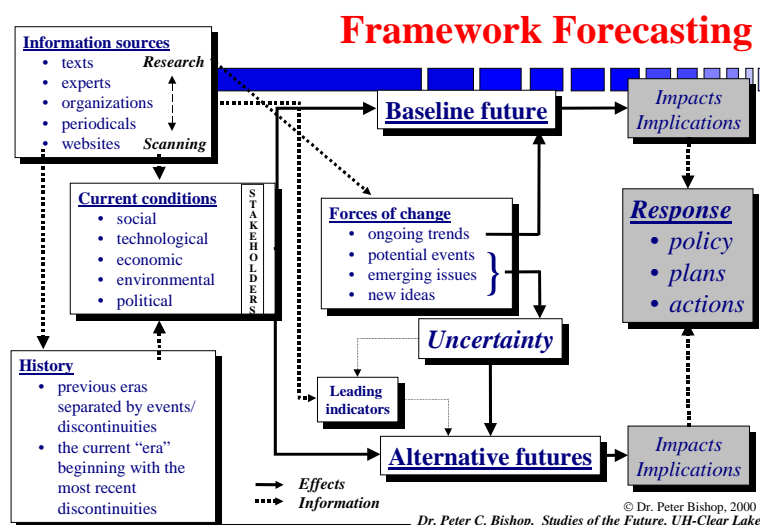 Framework Forecasting
Information sources
• texts
• experts
• organizations
• periodicals
• websites
Research
Scanning
Baseline future
Impacts
Implications
Current conditions
• social
• technological
• economic
• environmental
• political
STAKEHOLDERS
Forces of change
• ongoing trends
• potential events
• emerging issues
• new ideas
}
Response
• policy
• plans
• actions
Uncertainty
History
• previous eras
separated by events/
discontinuities
• the current “era”
beginning with the
most recent
discontinuities
Leading
indicators
Alternative futures
Impacts
Implications
Effects
Information
© Dr. Peter Bishop, 2000
Dr. Peter C. Bishop, Studies of the Future, UH-Clear Lake